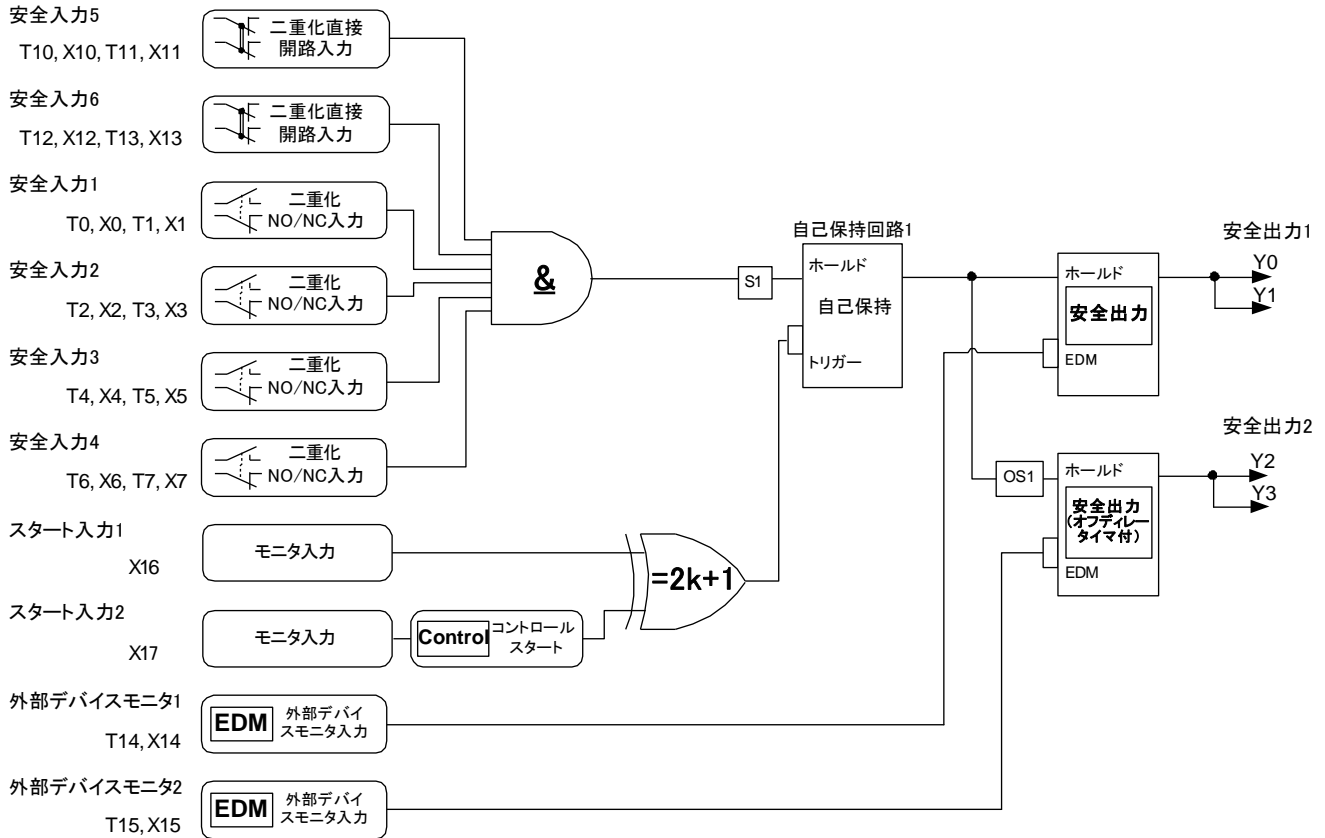 安全入力5
T10, X10, T11, X11
二重化直接
開路入力
安全入力6
T12, X12, T13, X13
二重化直接
開路入力
安全入力1
T0, X0, T1, X1
二重化
NO/NC入力
安全入力2
T2, X2, T3, X3
二重化
NO/NC入力
安全入力3
T4, X4, T5, X5
二重化
NO/NC入力
安全入力4
T6, X6, T7, X7
二重化
NO/NC入力
スタート入力1
X16
モニタ入力
スタート入力2
X17
モニタ入力
Control
コントロール
スタート
外部デバイスモニタ1
T14, X14
EDM
外部デバイ
スモニタ入力
外部デバイスモニタ2
T15, X15
EDM
外部デバイ
スモニタ入力
&
=2k+1
S1
自己保持回路1
ホールド
自己保持
トリガー
安全出力1
ホールド
安全出力
EDM
Y0
Y1
安全出力2
OS1
ホールド
安全出力
(オフディレー
タイマ付)
EDM
Y2
Y3